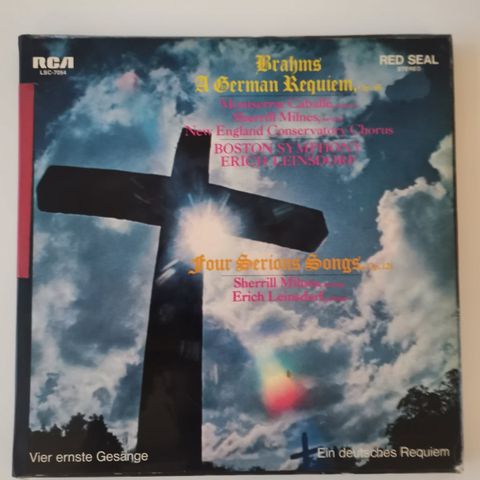 RCA
LSC-7054
RED SEAL
STEREO
Brahms
A German Requiem,
Montserrat Caballé,
Sherrill Milnes,
New England Conservatory Chorus
BOSTON SYMPHONY
ERICH LEINSDORF
Four Serious Songs,
Sherrill Milnes,
Erich Leinsdorf,
Vier ernste Gesänge
Ein deutsches Requiem